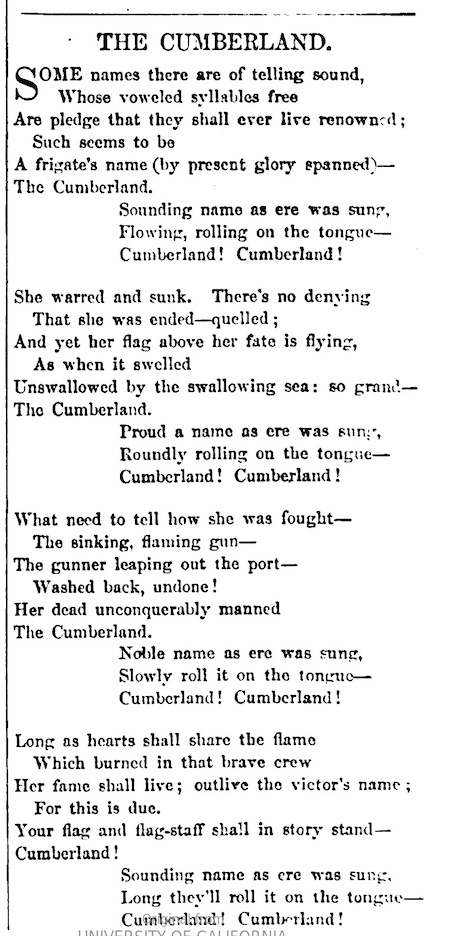 THE CUMBERLAND.
SOME names there are of telling sound,
Whose voweled syllables free
Are pledge that they shall ever live renowned;
Such seems to be
A frigate's name (by present glory spanned)—
The Cumberland.
Sounding name as ere was sung,
Flowing, rolling on the tongue—
Cumberland! Cumberland!
She warred and sunk. There's no denying
That she was ended—quelled;
And yet her flag above her fate is flying,
As when it swelled
Unswallowed by the swallowing sea: so grand—
The Cumberland.
Proud a name as ere was sung,
Roundly rolling on the tongue—
Cumberland! Cumberland!
What need to tell how she was fought—
The sinking, flaming gun—
The gunner leaping out the port—
Washed back, undone!
Her dead unconquerably manned
The Cumberland.
Noble name as ere was sung,
Slowly roll it on the tongue—
Cumberland! Cumberland!
Long as hearts shall share the flame
Which burned in that brave crew
Her fame shall live; outlive the victor's name;
For this is due.
Your flag and flag-staff shall in story stand—
Cumberland!
Sounding name as ere was sung,
Long they'll roll it on the tongue—
Cumberland! Cumberland!
UNIVERSITY OF CALIFORNIA